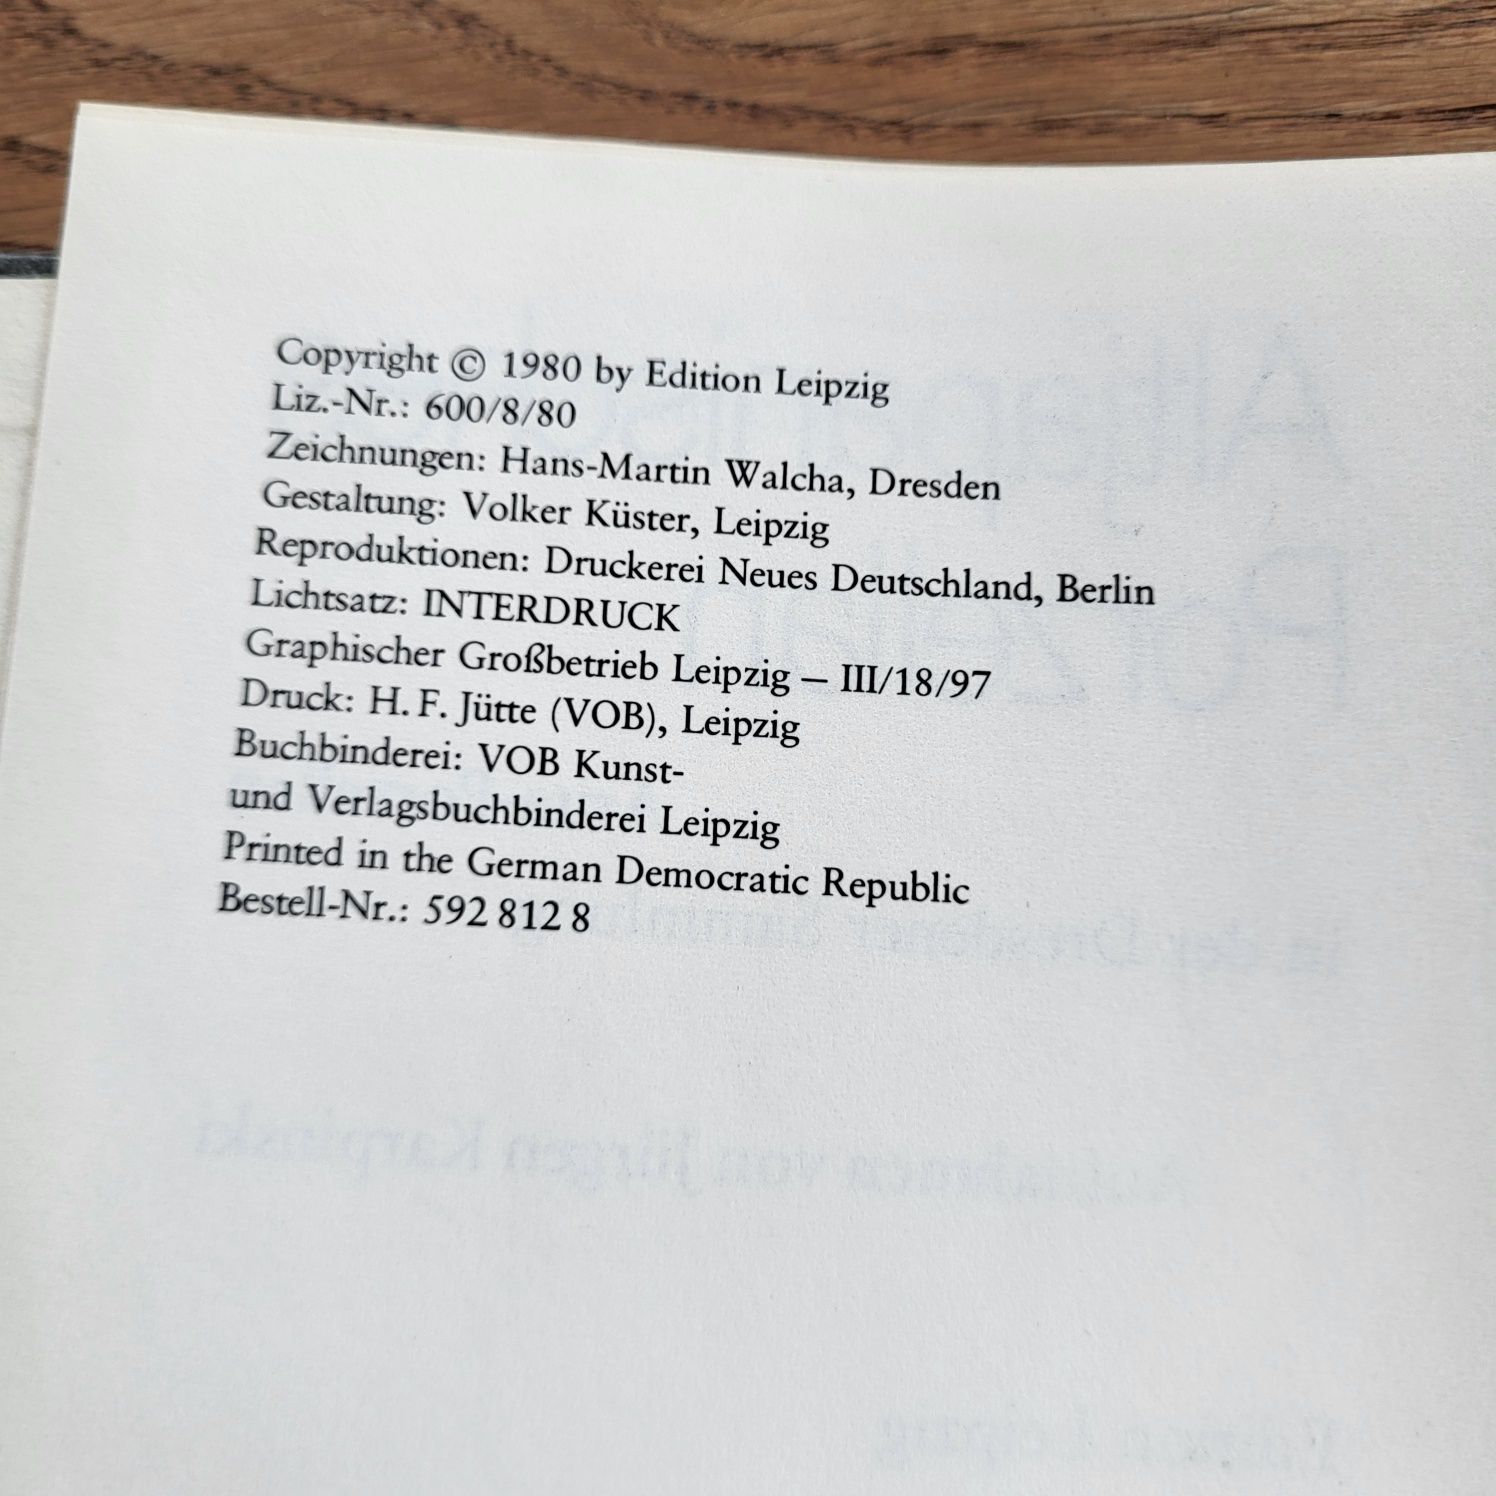 Copyright © 1980 by Edition Leipzig
Liz.-Nr.: 600/8/80
Zeichnungen: Hans-Martin Walcha, Dresden
Gestaltung: Volker Küster, Leipzig
Reproduktionen: Druckerei Neues Deutschland, Berlin
Lichtsatz: INTERDRUCK
Graphischer Großbetrieb Leipzig – III/18/97
Druck: H. F. Jütte (VOB), Leipzig
Buchbinderei: VOB Kunst-
und Verlagsbuchbinderei Leipzig
Printed in the German Democratic Republic
Bestell-Nr.: 592 812 8